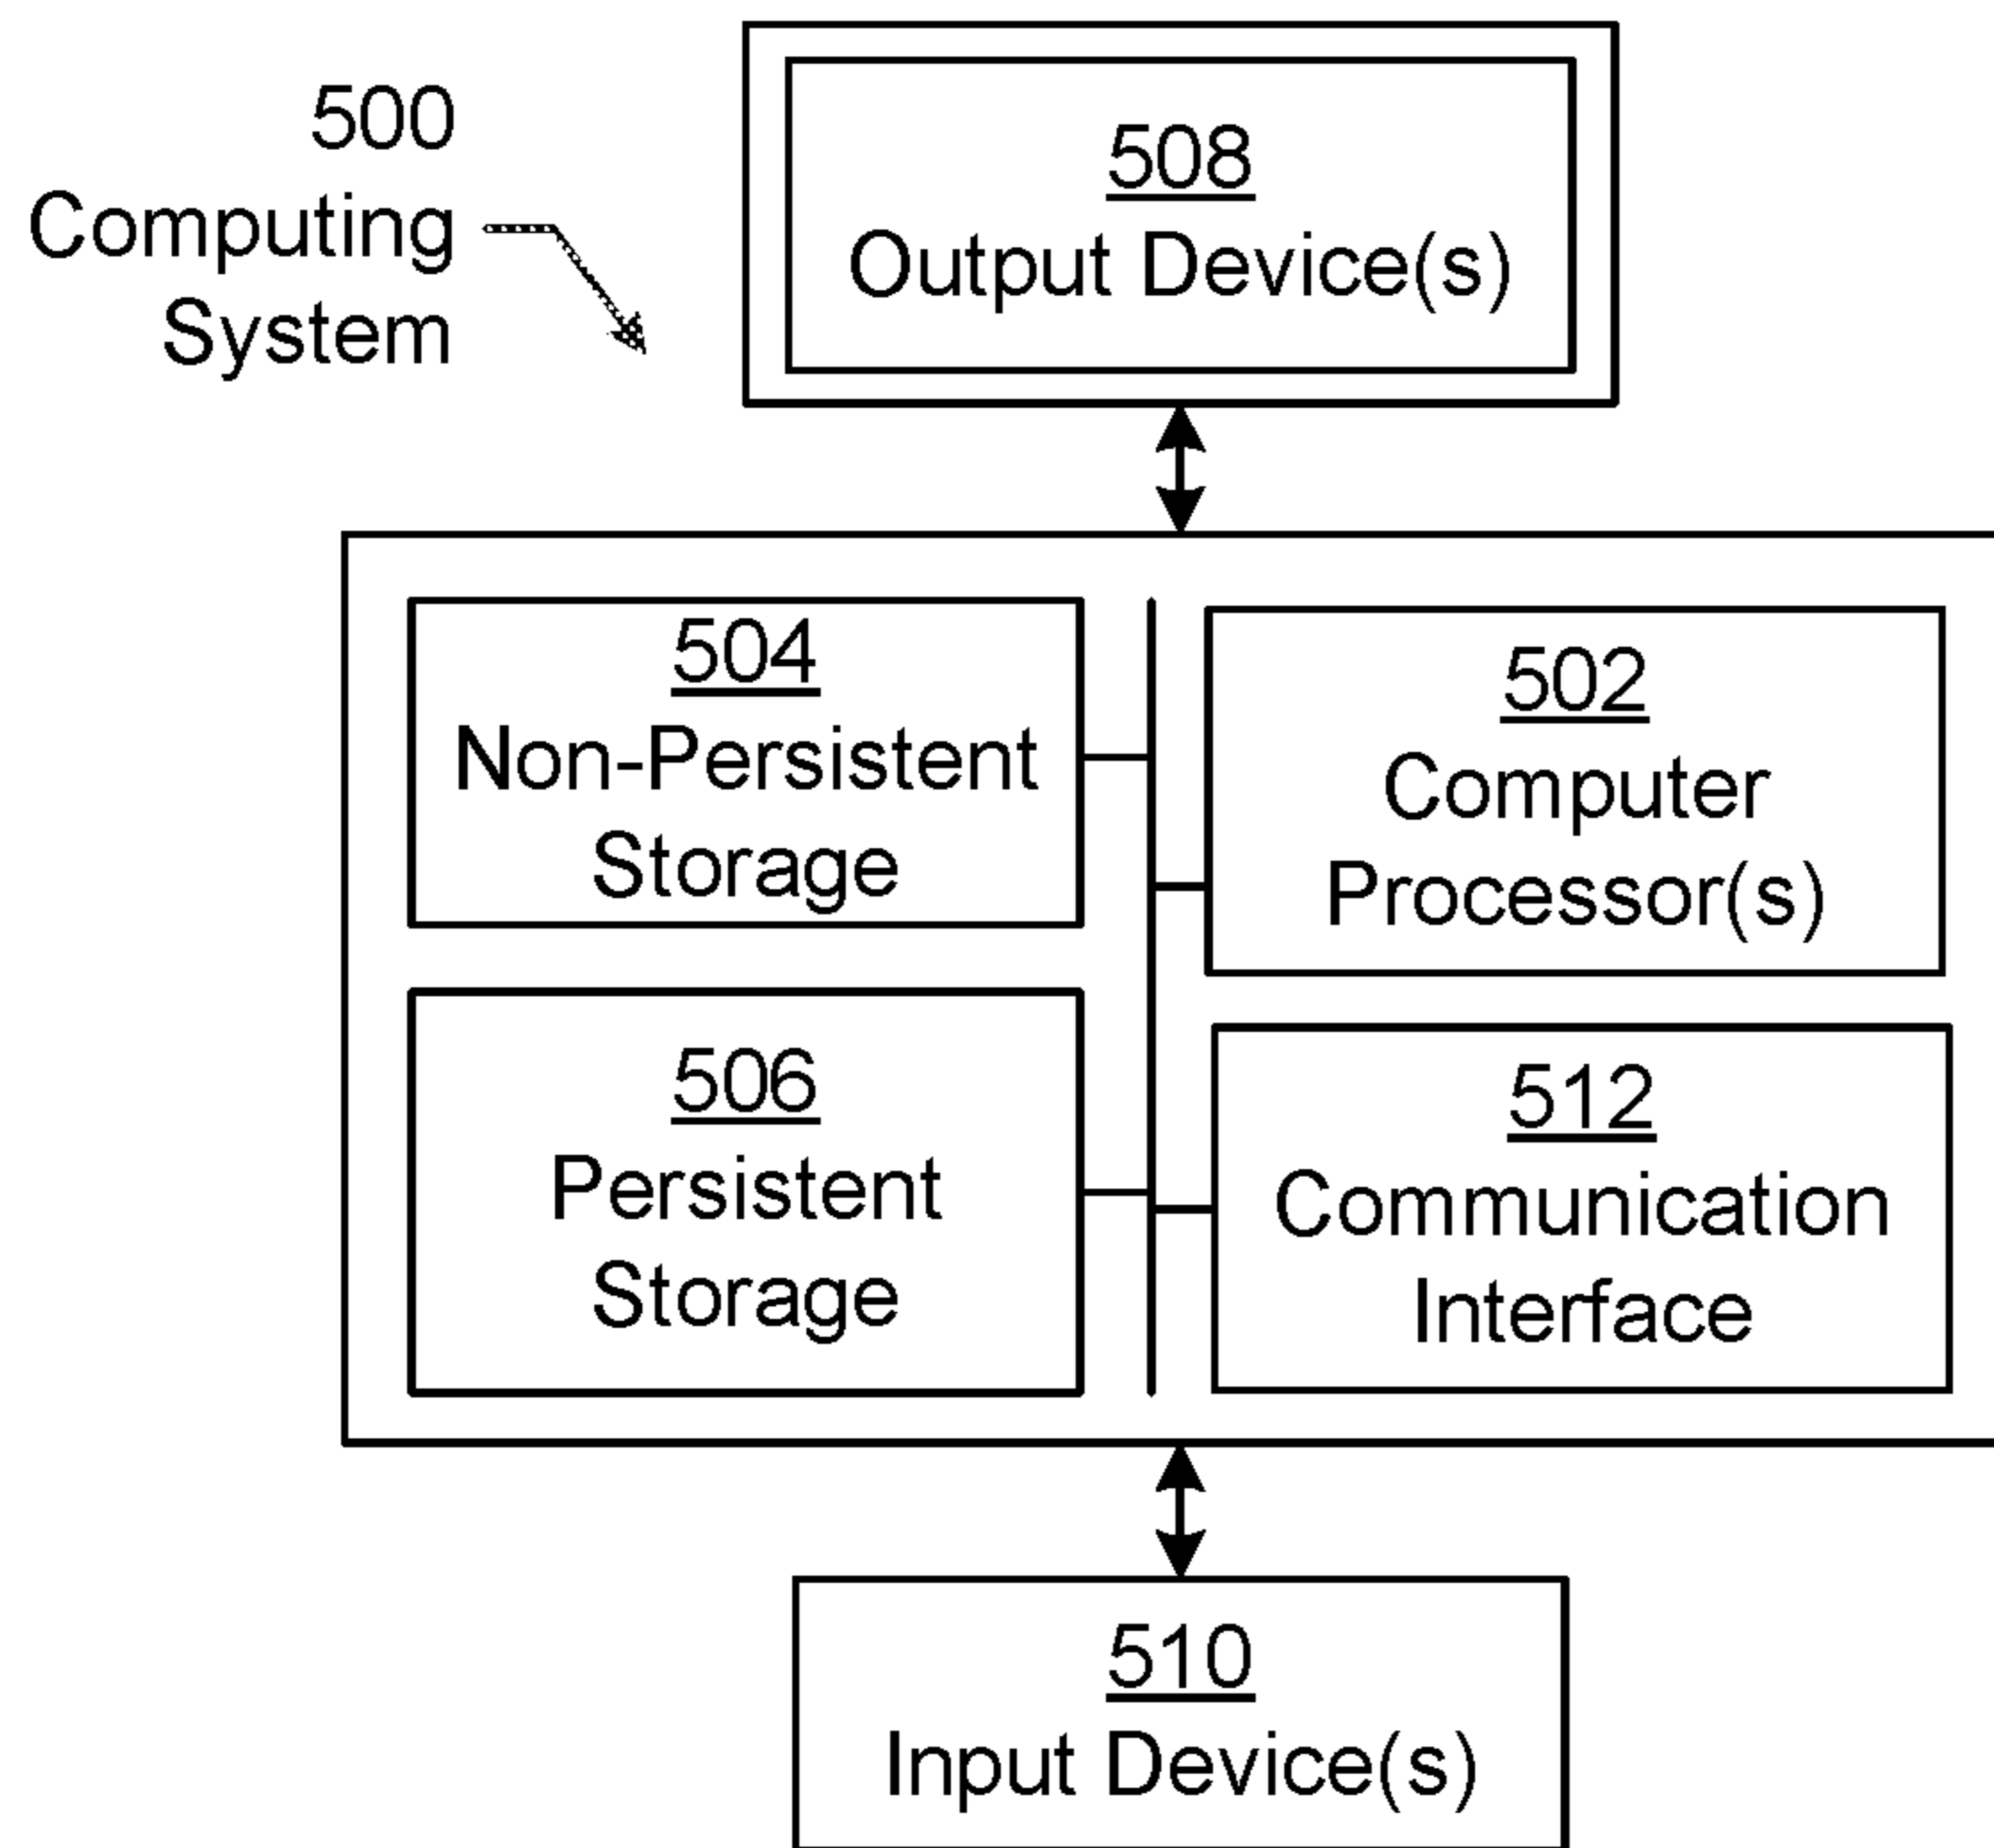 500
Computing
System
508
Output Device(s)
504
Non-Persistent
Storage
502
Computer
Processor(s)
506
Persistent
Storage
512
Communication
Interface
510
Input Device(s)